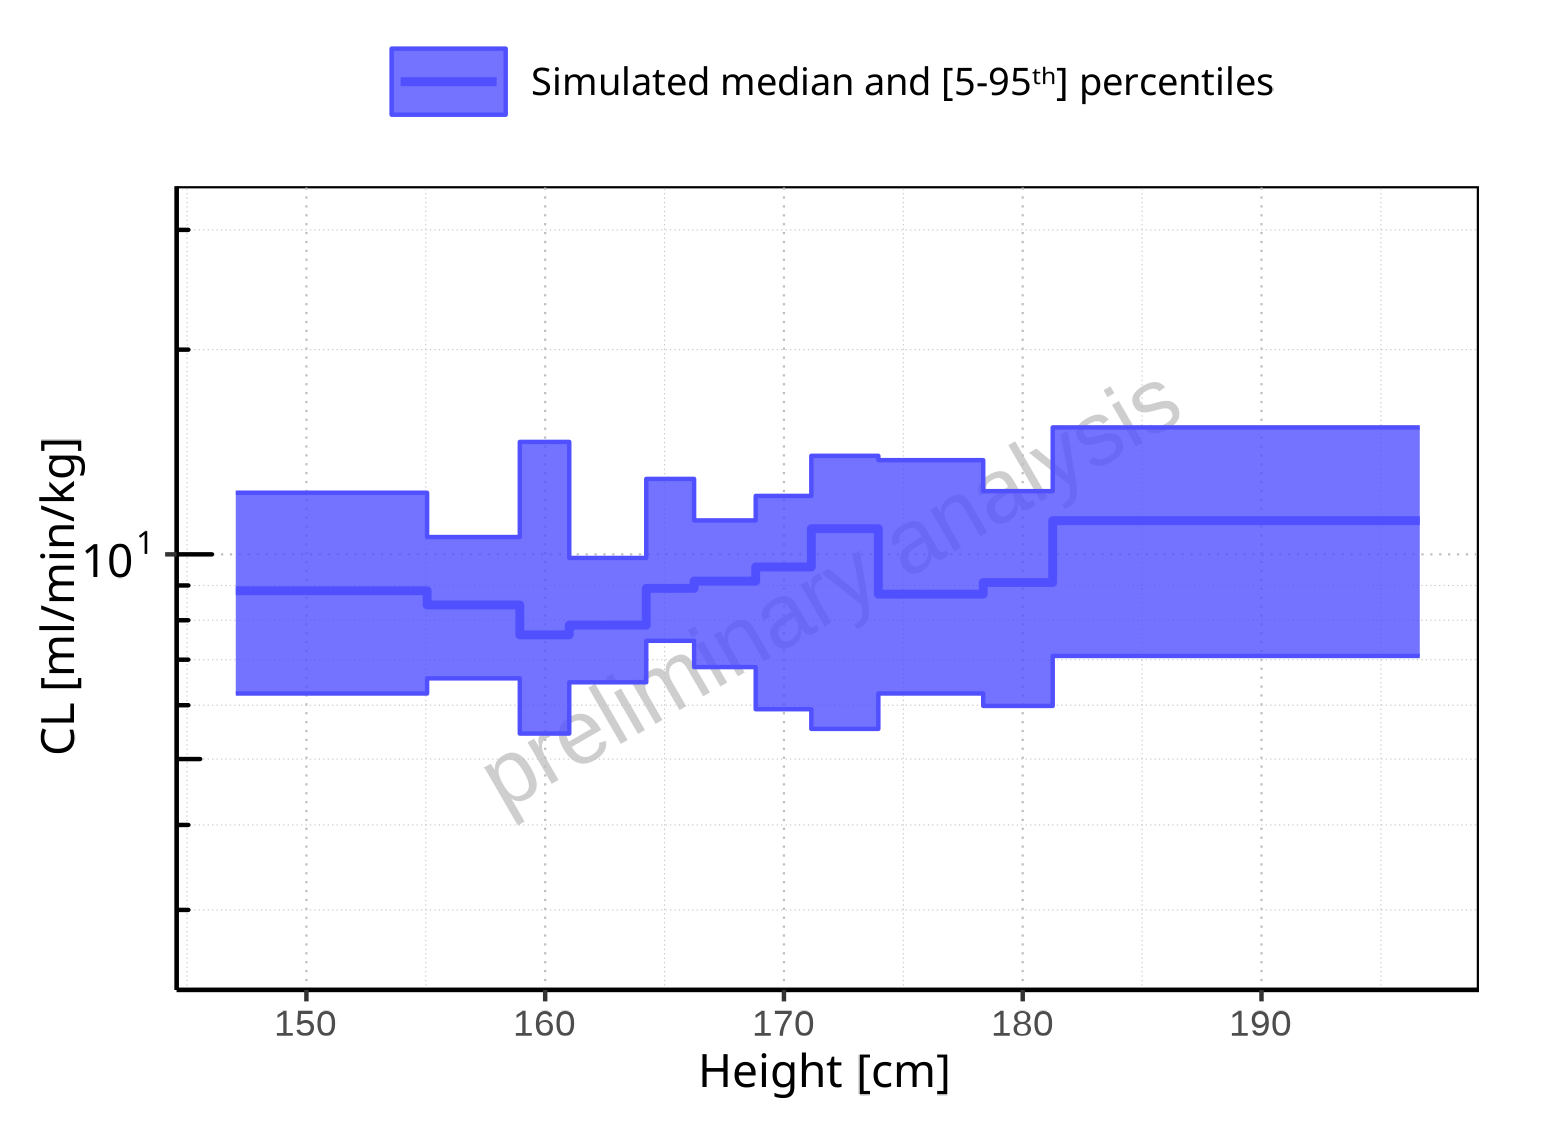 Simulated median and [5-95ᵗʰ] percentiles
CL [ml/min/kg]
10¹
preliminary analysis
150 160 170 180 190
Height [cm]